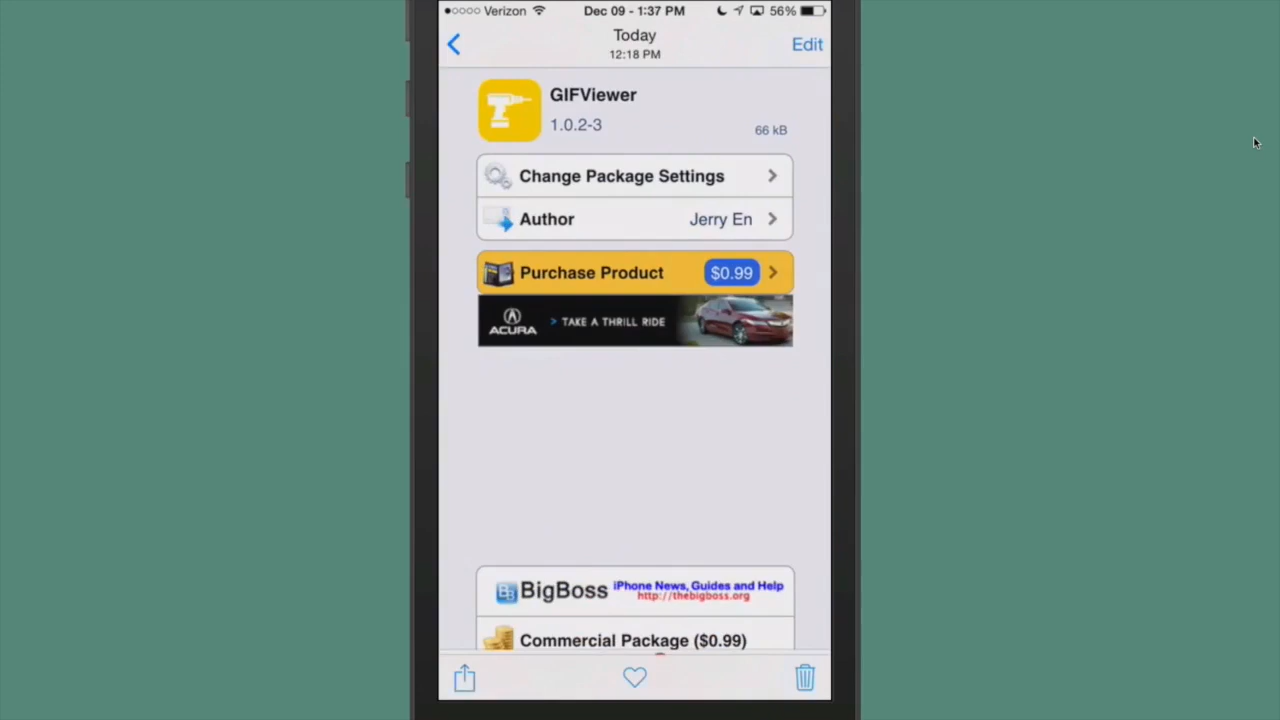 Verizon Dec 09 - 1:37 PM 56%
Today
12:18 PM
Edit
GIFViewer
1.0.2-3
66 kB
Change Package Settings
Author Jerry En
Purchase Product $0.99
ACURA > TAKE A THRILL RIDE
BigBoss iPhone News, Guides and Help
http://thebigboss.org
Commercial Package ($0.99)